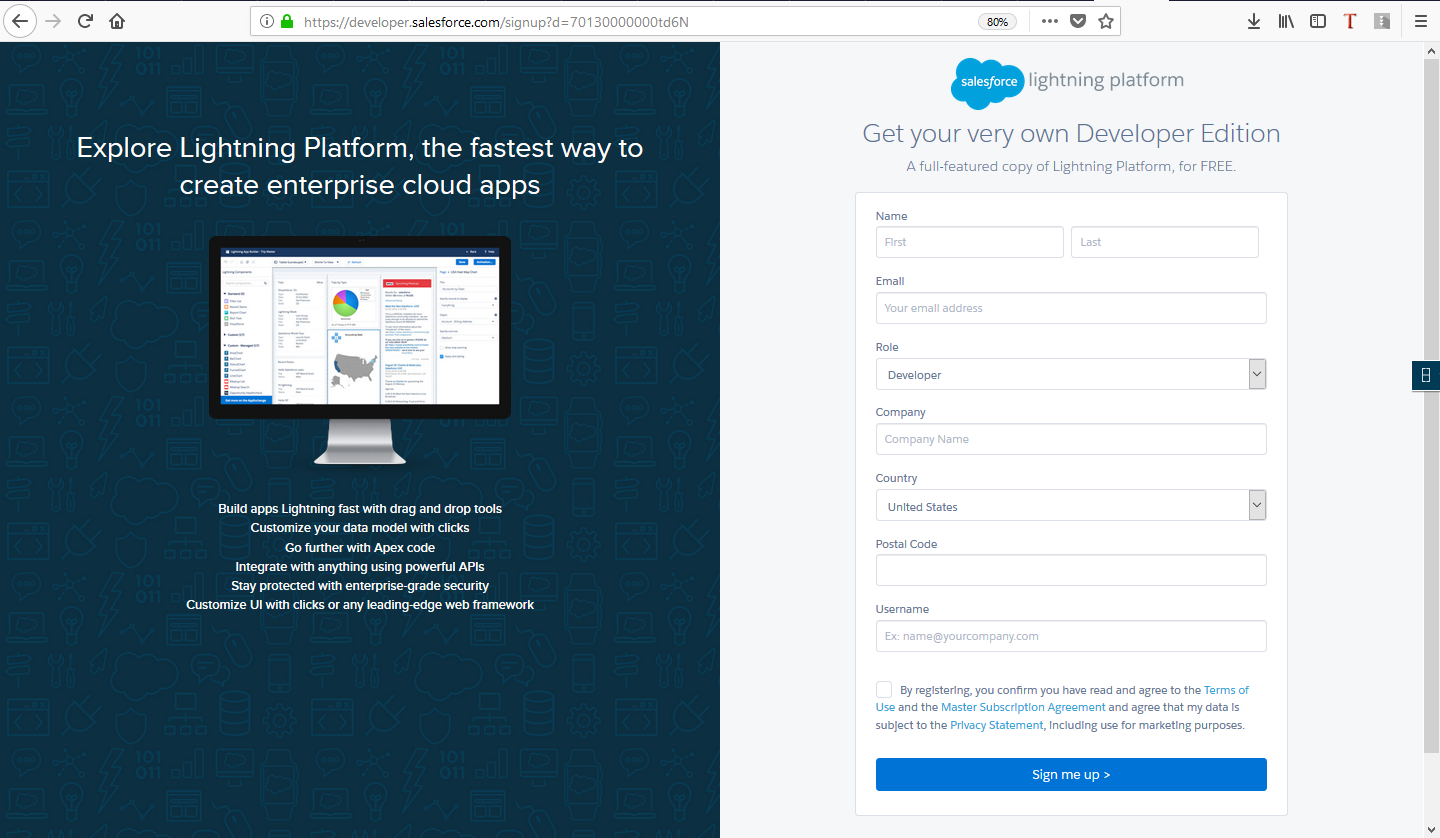 https://developer.salesforce.com/signup?d=70130000000td6N
80%
Explore Lightning Platform, the fastest way to
create enterprise cloud apps
Build apps Lightning fast with drag and drop tools
Customize your data model with clicks
Go further with Apex code
Integrate with anything using powerful APIs
Stay protected with enterprise-grade security
Customize UI with clicks or any leading-edge web framework
salesforce lightning platform
Get your very own Developer Edition
A full-featured copy of Lightning Platform, for FREE.
Name
First Last
Email
Your email address
Role
Developer
Company
Company Name
Country
United States
Postal Code
Username
Ex: name@yourcompany.com
By registering, you confirm you have read and agree to the Terms of
Use and the Master Subscription Agreement and agree that my data is
subject to the Privacy Statement, including use for marketing purposes.
Sign me up >